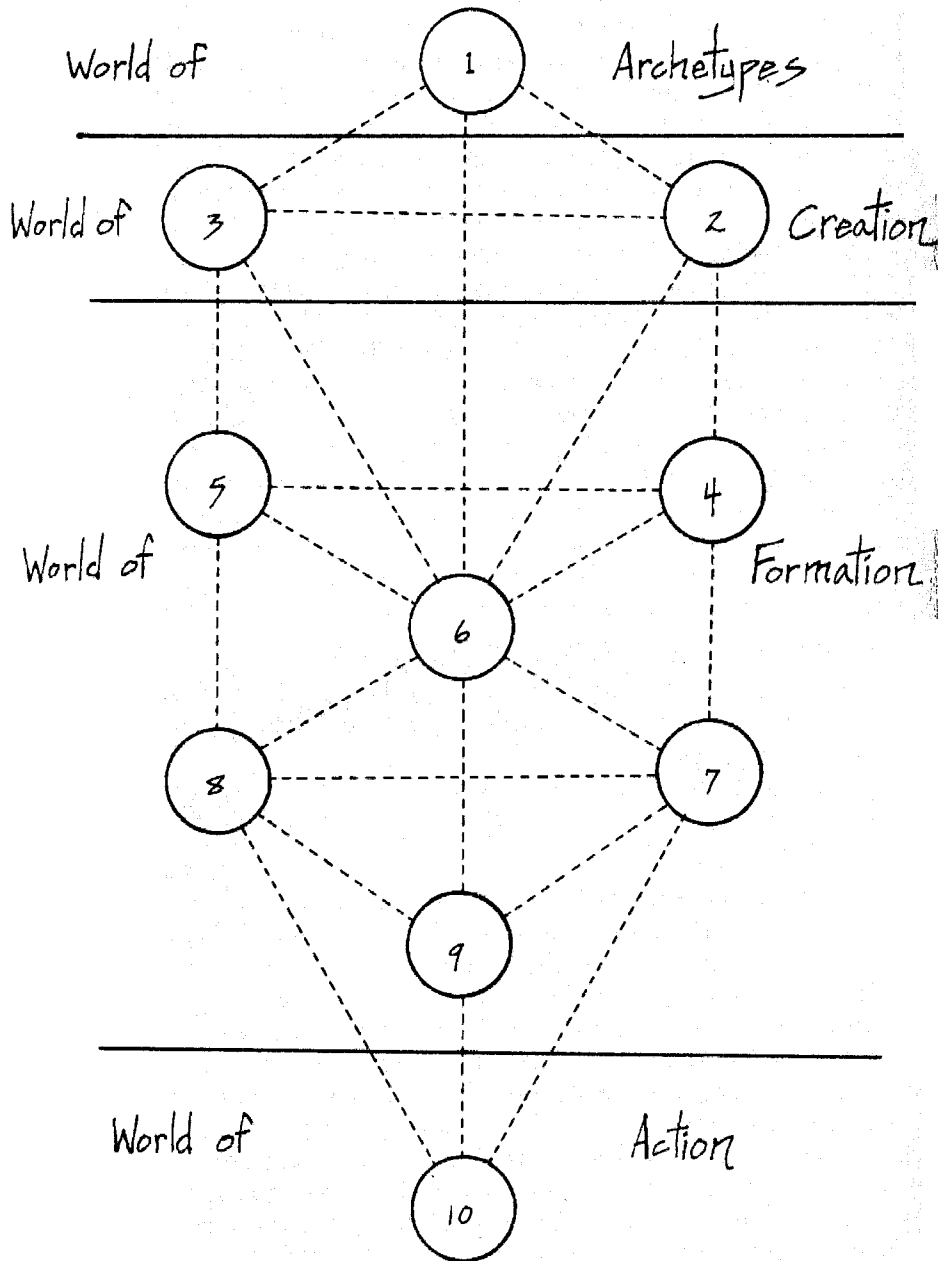 World of 1 Archetypes
World of 3 2 Creation
5 4
World of Formation
6
8 7
9
World of Action
10